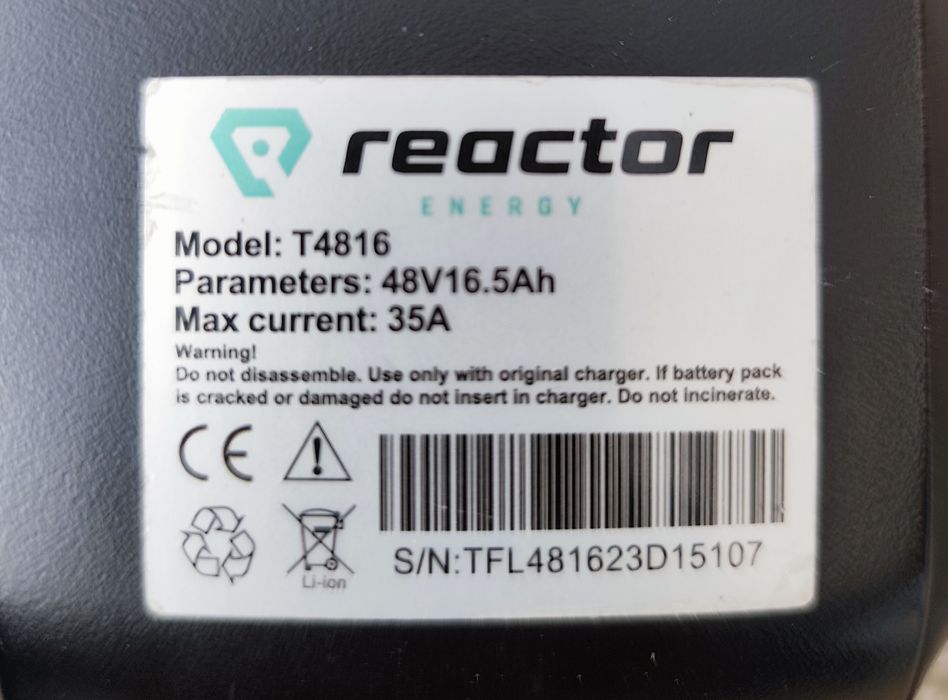 reactor
ENERGY
Model: T4816
Parameters: 48V16.5Ah
Max current: 35A
Warning!
Do not disassemble. Use only with original charger. If battery pack
is cracked or damaged do not insert in charger. Do not incinerate.
CE
Li-ion
S/N:TFL481623D15107